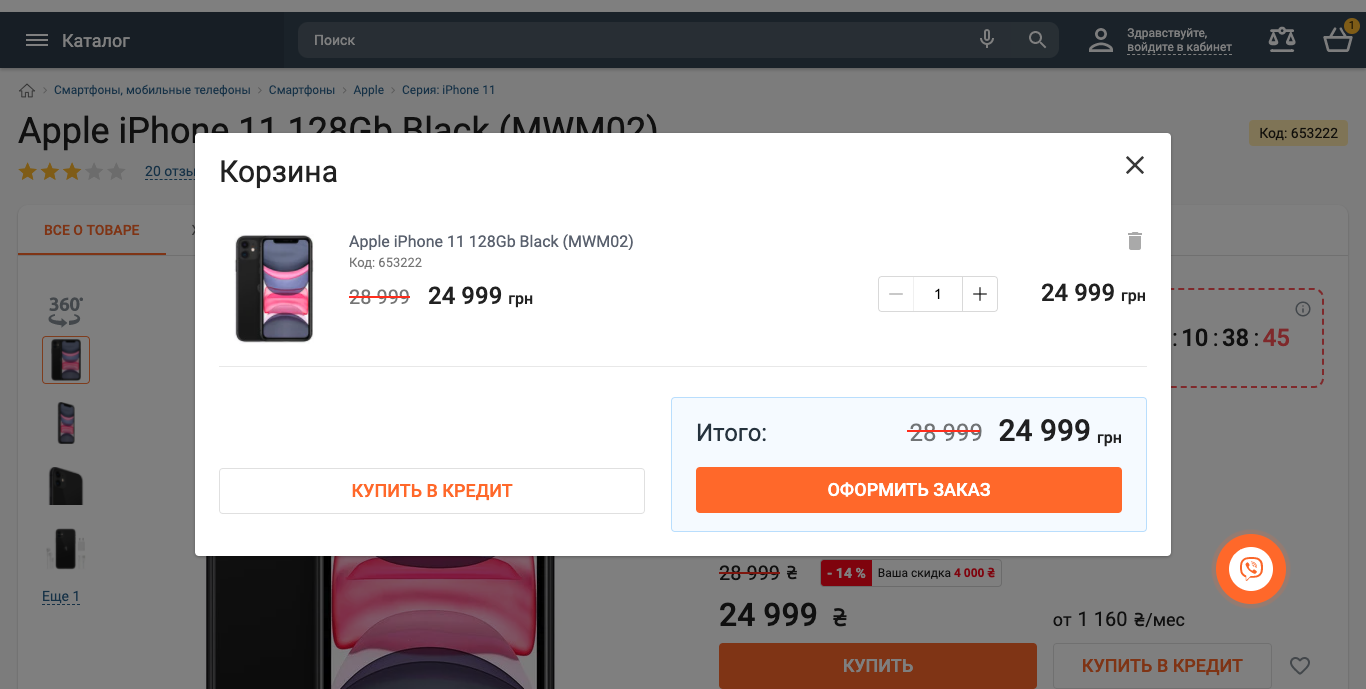 1
Каталог
Поиск
Здравствуйте,
войдите в кабинет
Смартфоны, мобильные телефоны
Смартфоны
Apple
Серия: iPhone 11
Apple iPhone 11 128Gb Black (MWM02)
Код: 653222
20 отзы
ВСЕ О ТОВАРЕ
Корзина
Apple iPhone 11 128Gb Black (MWM02)
Код: 653222
28 999 24 999 грн
1
24 999 грн
360°
: 10 : 38 : 45
Итого: 28 999 24 999 грн
КУПИТЬ В КРЕДИТ
ОФОРМИТЬ ЗАКАЗ
Еще 1
28 999 ₴
- 14 % Ваша скидка 4 000 ₴
24 999 ₴
от 1 160 ₴/мес
КУПИТЬ
КУПИТЬ В КРЕДИТ